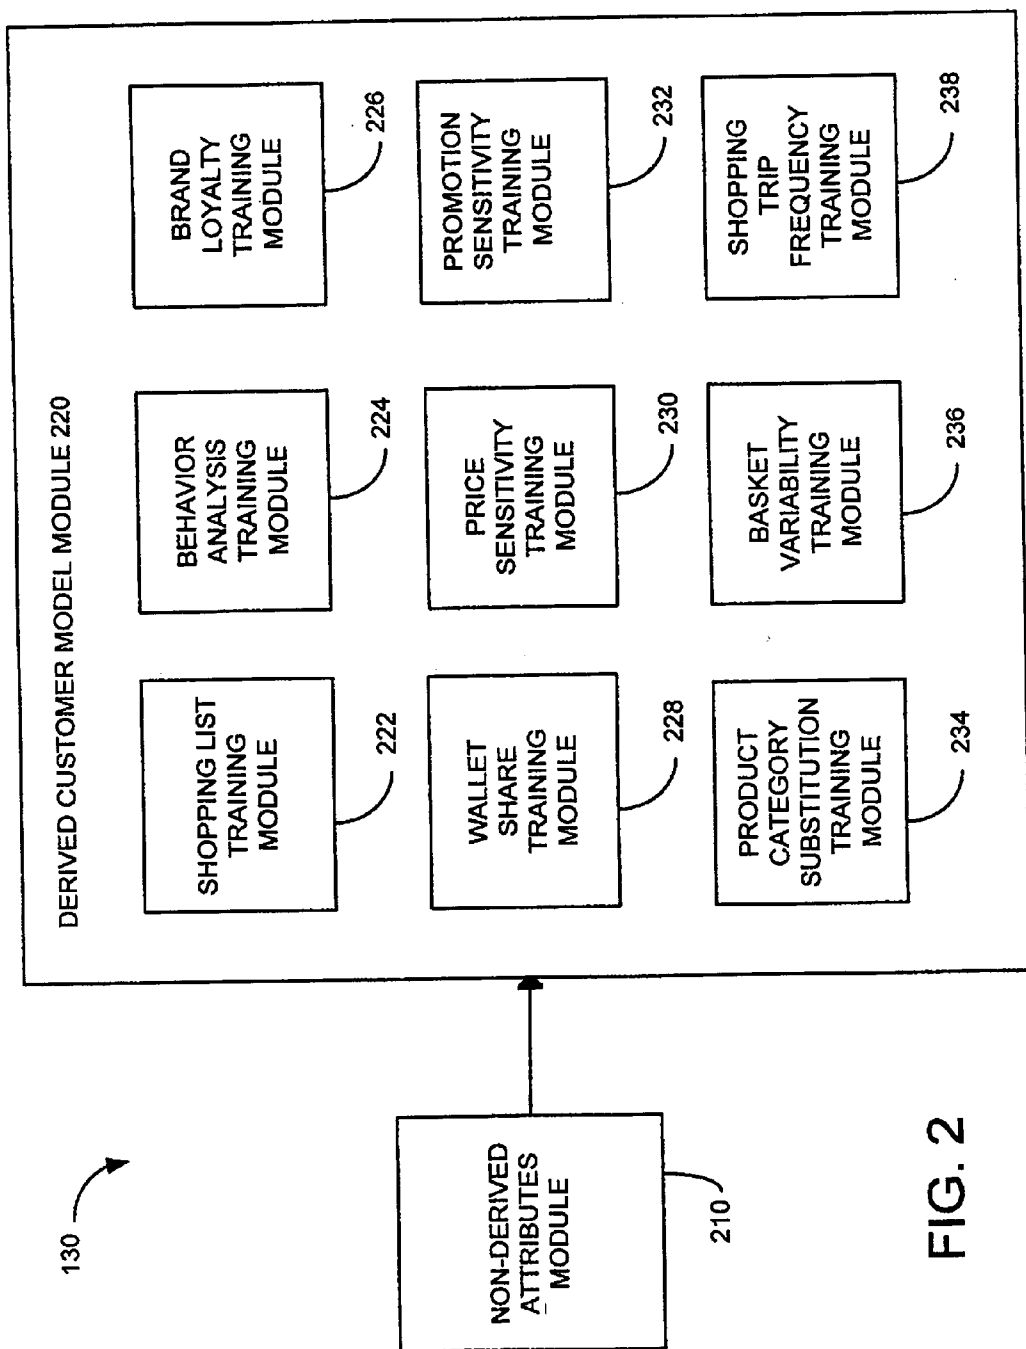 130
NON-DERIVED
ATTRIBUTES
MODULE
210
DERIVED CUSTOMER MODEL MODULE 220
SHOPPING LIST
TRAINING
MODULE
222
BEHAVIOR
ANALYSIS
TRAINING
MODULE
224
BRAND
LOYALTY
TRAINING
MODULE
226
WALLET
SHARE
TRAINING
MODULE
228
PRICE
SENSITIVITY
TRAINING
MODULE
230
PROMOTION
SENSITIVITY
TRAINING
MODULE
232
PRODUCT
CATEGORY
SUBSTITUTION
TRAINING
MODULE
234
BASKET
VARIABILITY
TRAINING
MODULE
236
SHOPPING
TRIP
FREQUENCY
TRAINING
MODULE
238
FIG. 2